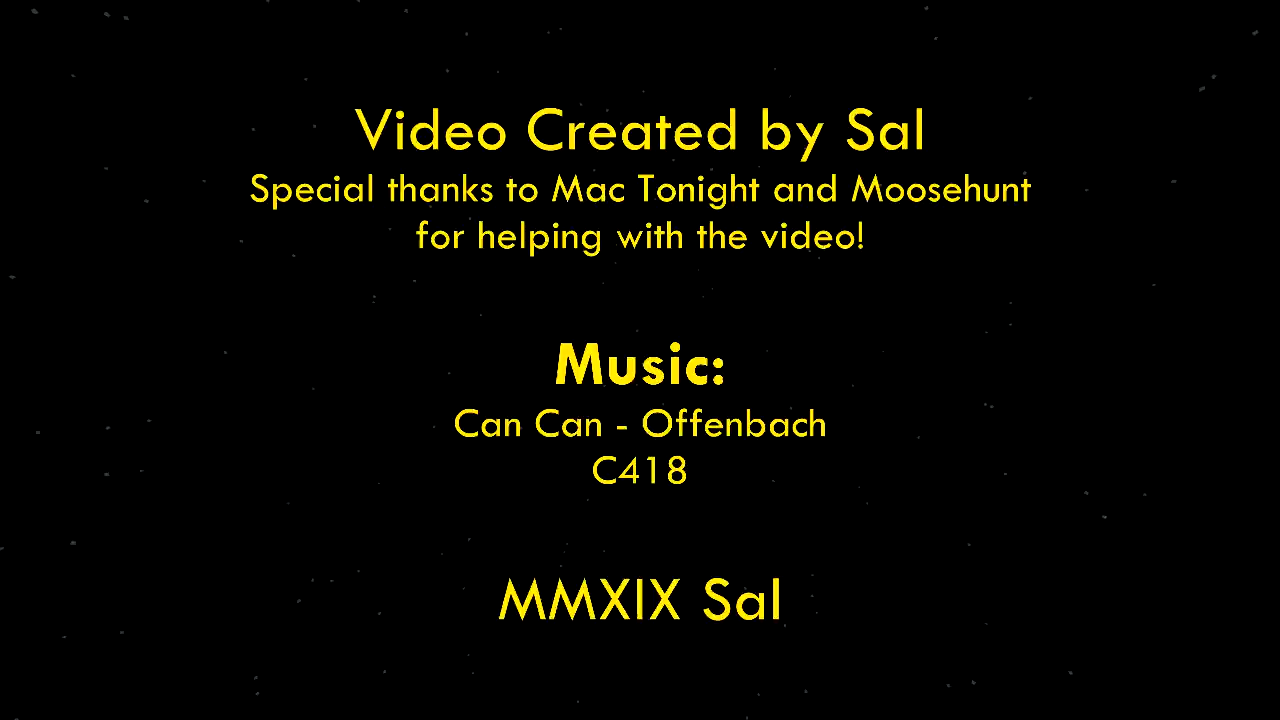 Video Created by Sal
Special thanks to Mac Tonight and Moosehunt
for helping with the video!
Music:
Can Can - Offenbach
C418
MMXIX Sal